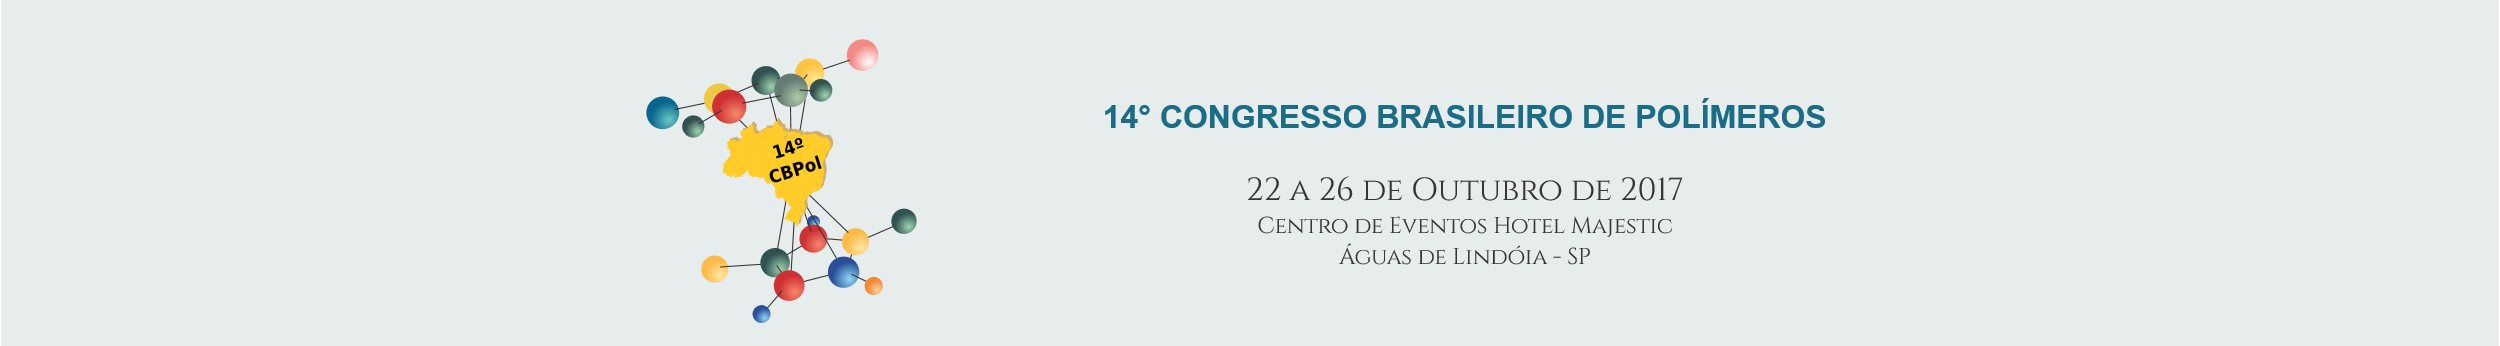 14º
CBPol
14° CONGRESSO BRASILEIRO DE POLÍMEROS
22 a 26 de Outubro de 2017
Centro de Eventos Hotel Majestic
Águas de Lindóia - SP